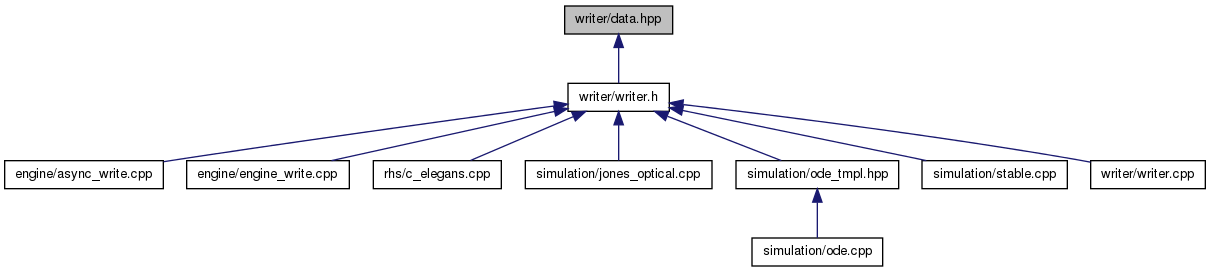 writer/data.hpp
writer/writer.h
engine/async_write.cpp
engine/engine_write.cpp
rhs/c_elegans.cpp
simulation/jones_optical.cpp
simulation/ode_tmpl.hpp
simulation/stable.cpp
writer/writer.cpp
simulation/ode.cpp